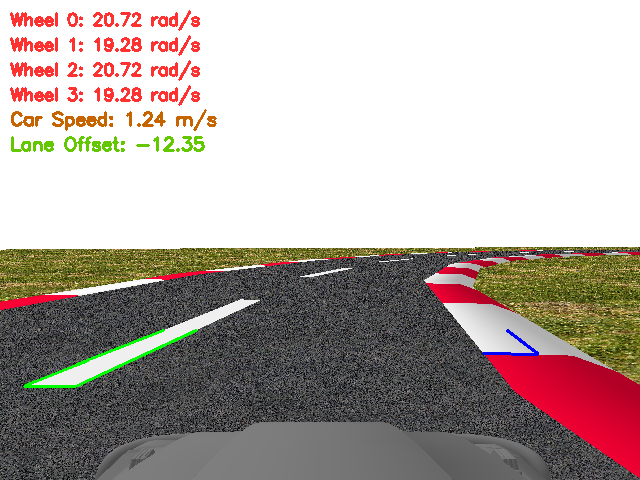 Wheel 0: 20.72 rad/s
Wheel 1: 19.28 rad/s
Wheel 2: 20.72 rad/s
Wheel 3: 19.28 rad/s
Car Speed: 1.24 m/s
Lane Offset: -12.35